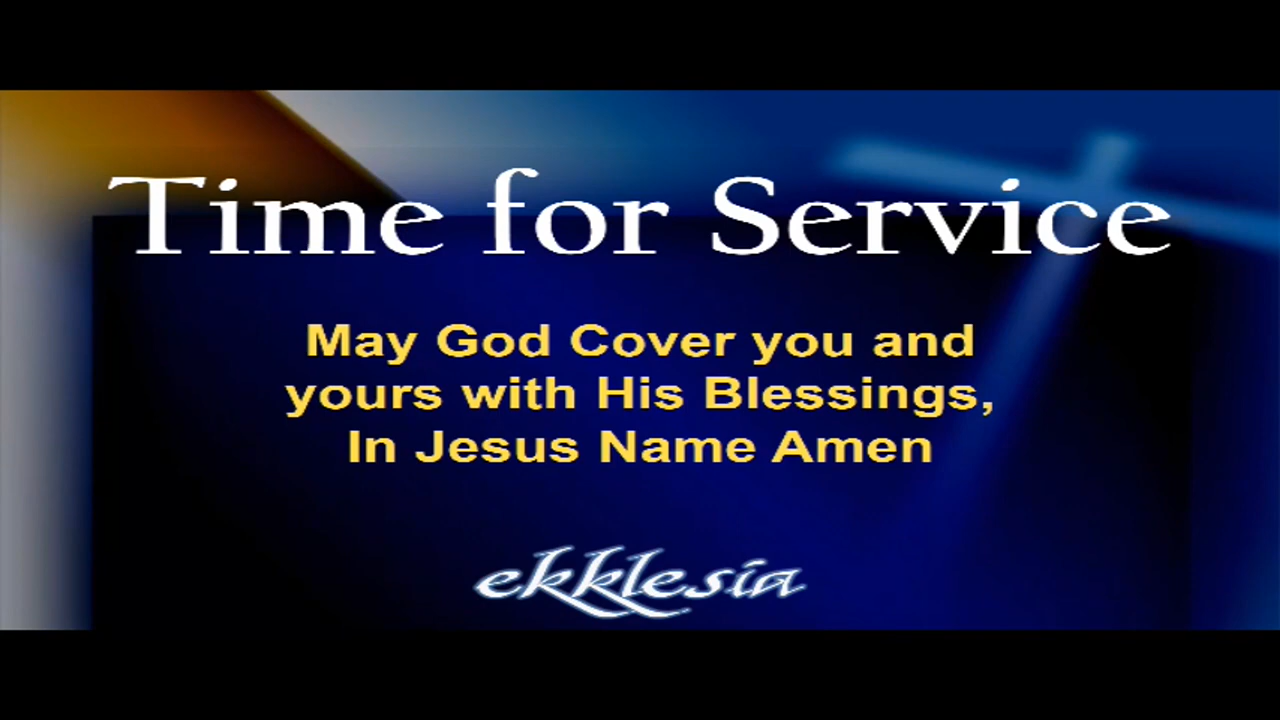 Time for Service
May God Cover you and
yours with His Blessings,
In Jesus Name Amen
ekklesia